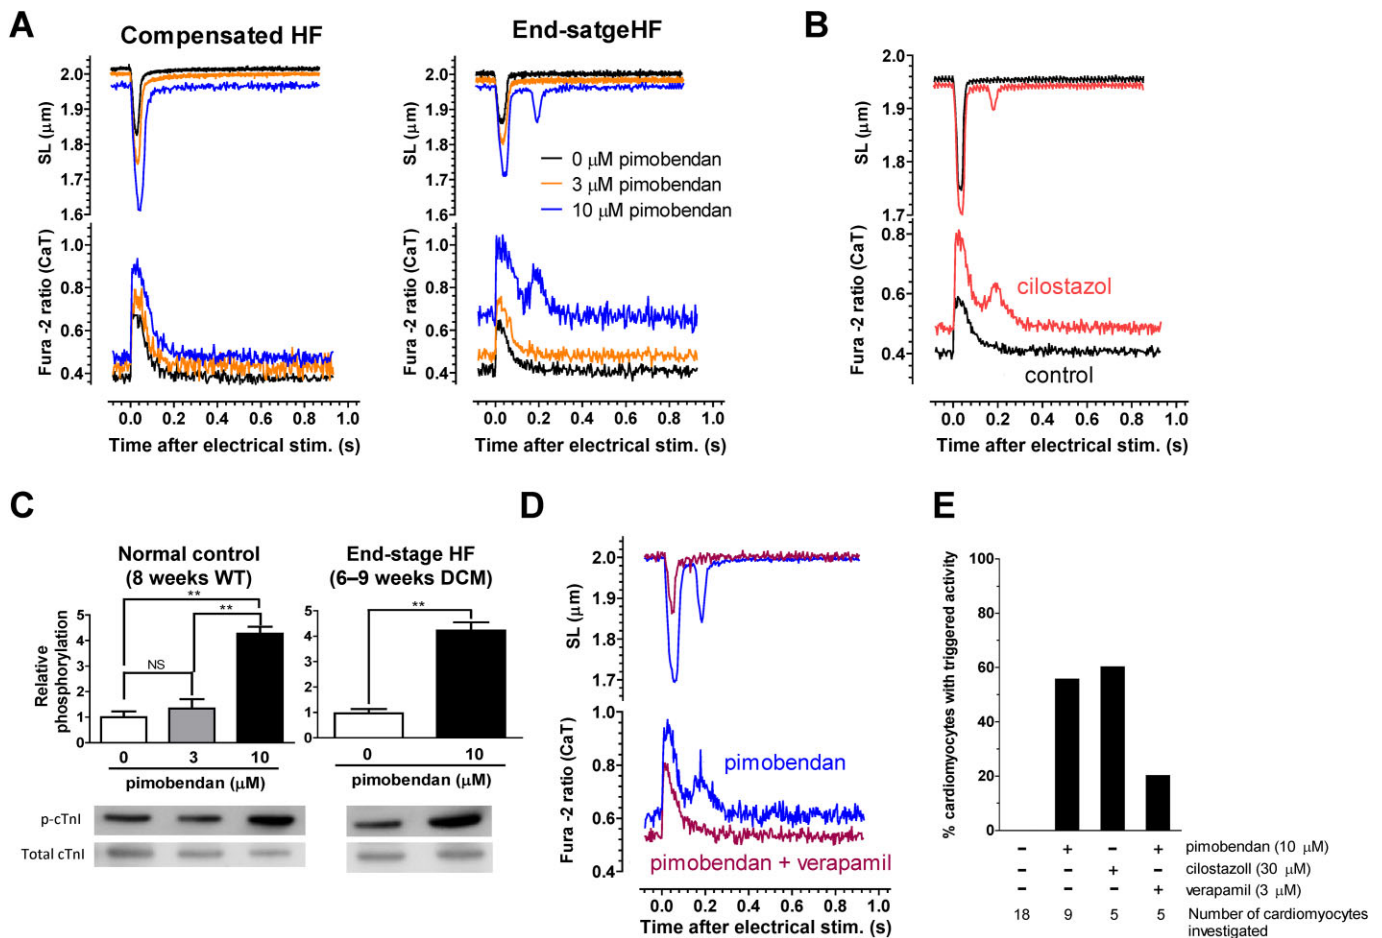 A
Compensated HF
End-satgeHF
B
2.0
1.9
1.8
1.7
1.6
SL (μm)
1.0
0.8
0.6
0.4
Fura -2 ratio (CaT)
0.0 0.2 0.4 0.6 0.8 1.0
Time after electrical stim. (s)
2.0
1.9
1.8
1.7
1.6
SL (μm)
0 μM pimobendan
3 μM pimobendan
10 μM pimobendan
1.0
0.8
0.6
0.4
Fura -2 ratio (CaT)
0.0 0.2 0.4 0.6 0.8 1.0
Time after electrical stim. (s)
2.0
1.9
1.8
1.7
SL (μm)
0.8
0.6
0.4
Fura -2 ratio (CaT)
cilostazol
control
0.0 0.2 0.4 0.6 0.8 1.0
Time after electrical stim. (s)
C
Normal control
(8 weeks WT)
End-stage HF
(6–9 weeks DCM)
**
**
NS
5
4
3
2
1
0
Relative
phosphorylation
0 3 10
pimobendan (μM)
**
5
4
3
2
1
0
0 10
pimobendan (μM)
p-cTnI
Total cTnI
D
2.0
1.9
1.8
1.7
SL (μm)
1.0
0.8
0.6
0.4
Fura -2 ratio (CaT)
pimobendan
pimobendan + verapamil
0.0 0.2 0.4 0.6 0.8 1.0
Time after electrical stim. (s)
E
100
80
60
40
20
0
% cardiomyocytes with triggered activity
– + – + pimobendan (10 μM)
– – + – cilostazoll (30 μM)
– – – + verapamil (3 μM)
18 9 5 5 Number of cardiomyocytes
investigated